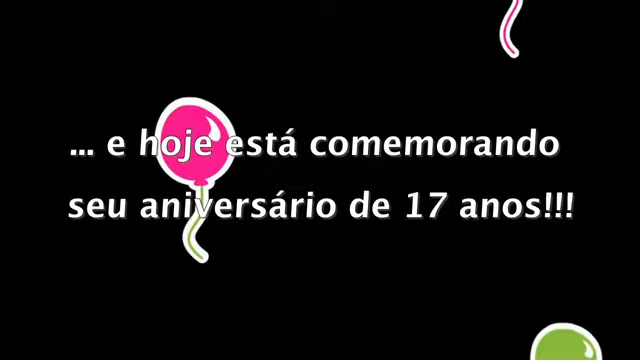 ... e hoje está comemorando
seu aniversário de 17 anos!!!